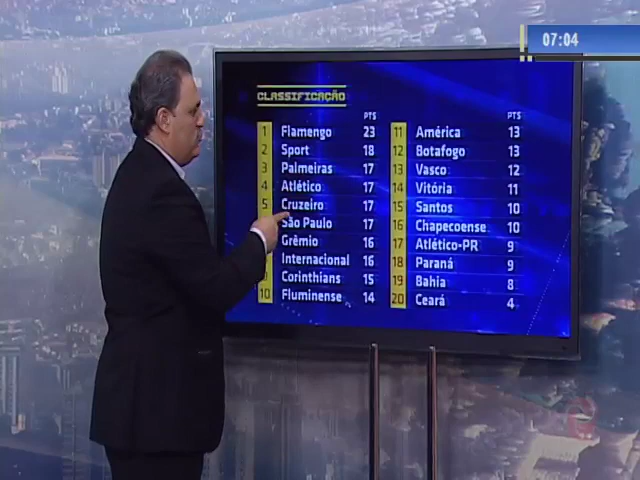 07:04
CLASSIFICAÇÃO
PTS
1 Flamengo 23
2 Sport 18
3 Palmeiras 17
4 Atlético 17
5 Cruzeiro 17
São Paulo 17
Grêmio 16
Internacional 16
Corinthians 15
10 Fluminense 14
PTS
11 América 13
12 Botafogo 13
13 Vasco 12
14 Vitória 11
15 Santos 10
16 Chapecoense 10
17 Atlético-PR 9
18 Paraná 9
19 Bahia 8
20 Ceará 4